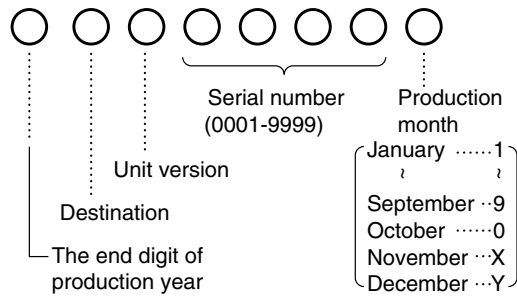 Serial number
(0001-9999)
Production
month
January ······1
~ ~
September ··9
October ······0
November ···X
December ···Y
Unit version
Destination
The end digit of
production year